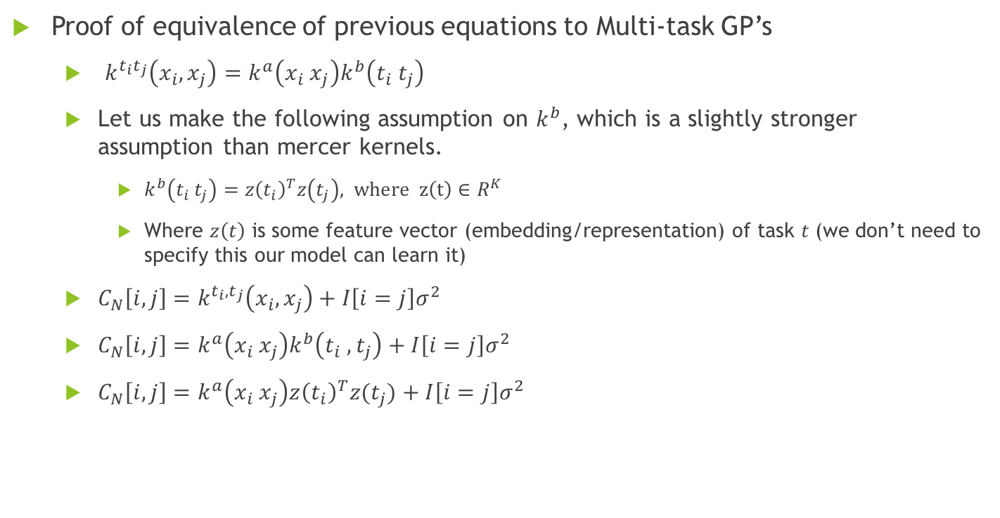 Proof of equivalence of previous equations to Multi-task GP's
$k^{t_i t_j}(x_i, x_j) = k^a(x_i\, x_j)k^b(t_i\, t_j)$
Let us make the following assumption on $k^b$, which is a slightly stronger
assumption than mercer kernels.
$k^b(t_i\, t_j) = z(t_i)^T z(t_j)$, where z(t) ∈ $R^K$
Where $z(t)$ is some feature vector (embedding/representation) of task $t$ (we don't need to
specify this our model can learn it)
$C_N[i, j] = k^{t_i, t_j}(x_i, x_j) + I[i = j]\sigma^2$
$C_N[i, j] = k^a(x_i\, x_j)k^b(t_i\,, t_j) + I[i = j]\sigma^2$
$C_N[i, j] = k^a(x_i\, x_j)z(t_i)^T z(t_j) + I[i = j]\sigma^2$